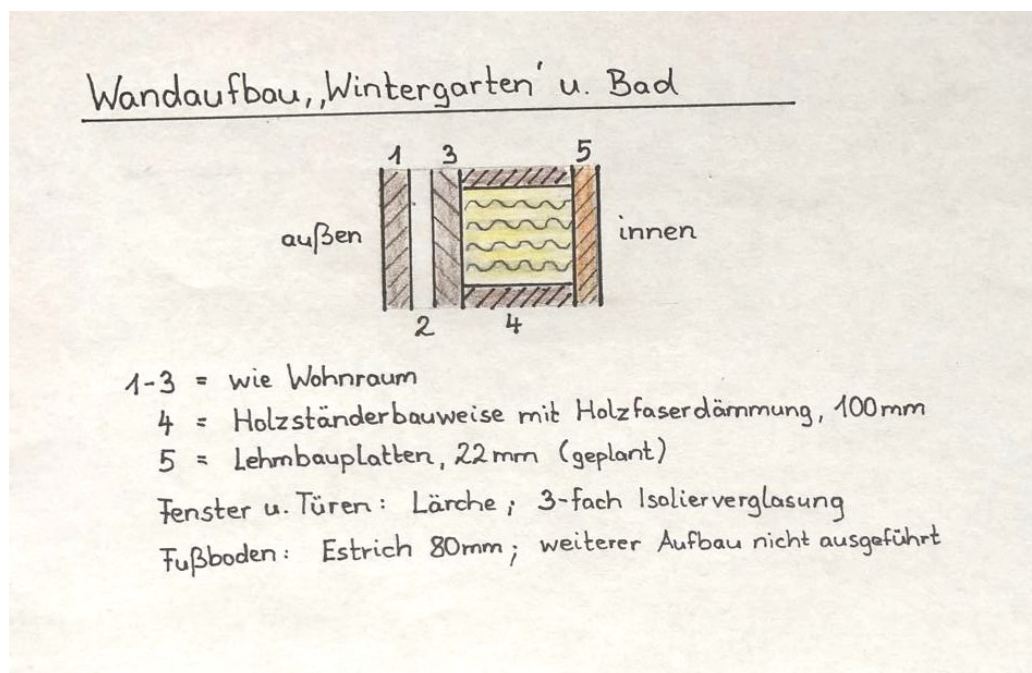 Wandaufbau,,Wintergarten' u. Bad
1 3 5
außen innen
2 4
1-3 = wie Wohnraum
4 = Holzständerbauweise mit Holzfaserdämmung, 100mm
5 = Lehmbauplatten, 22mm (geplant)
Fenster u. Türen: Lärche; 3-fach Isolierverglasung
Fußboden: Estrich 80mm; weiterer Aufbau nicht ausgeführt